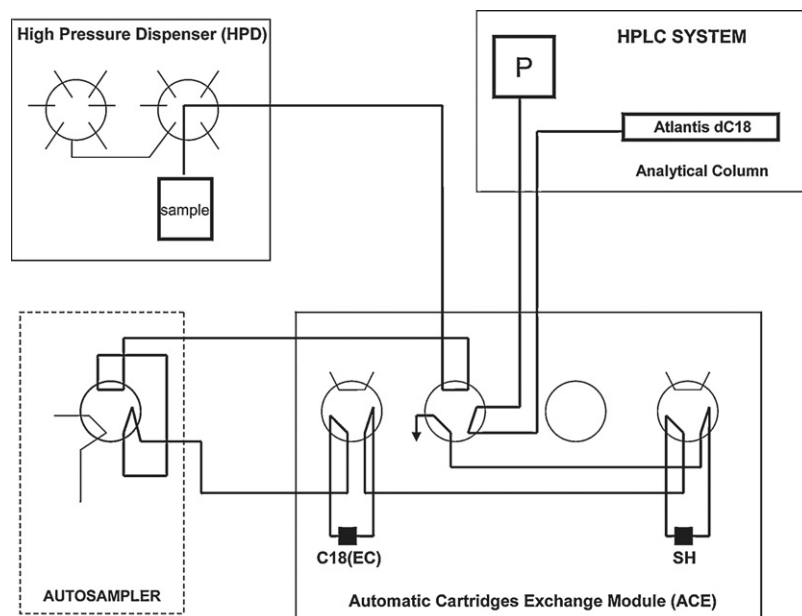 High Pressure Dispenser (HPD)
sample
HPLC SYSTEM
P
Atlantis dC18
Analytical Column
C18(EC)
SH
AUTOSAMPLER
Automatic Cartridges Exchange Module (ACE)